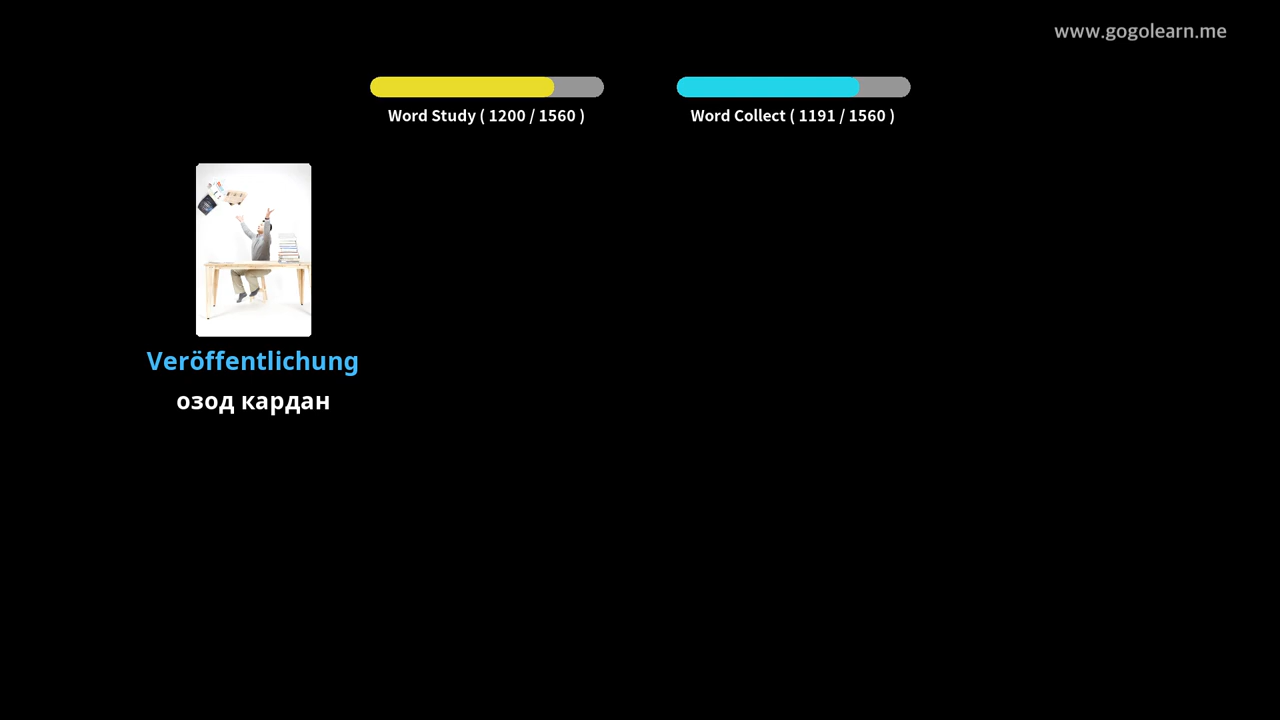 www.gogolearn.me
Word Study ( 1200 / 1560 )
Word Collect ( 1191 / 1560 )
Veröffentlichung
озод кардан